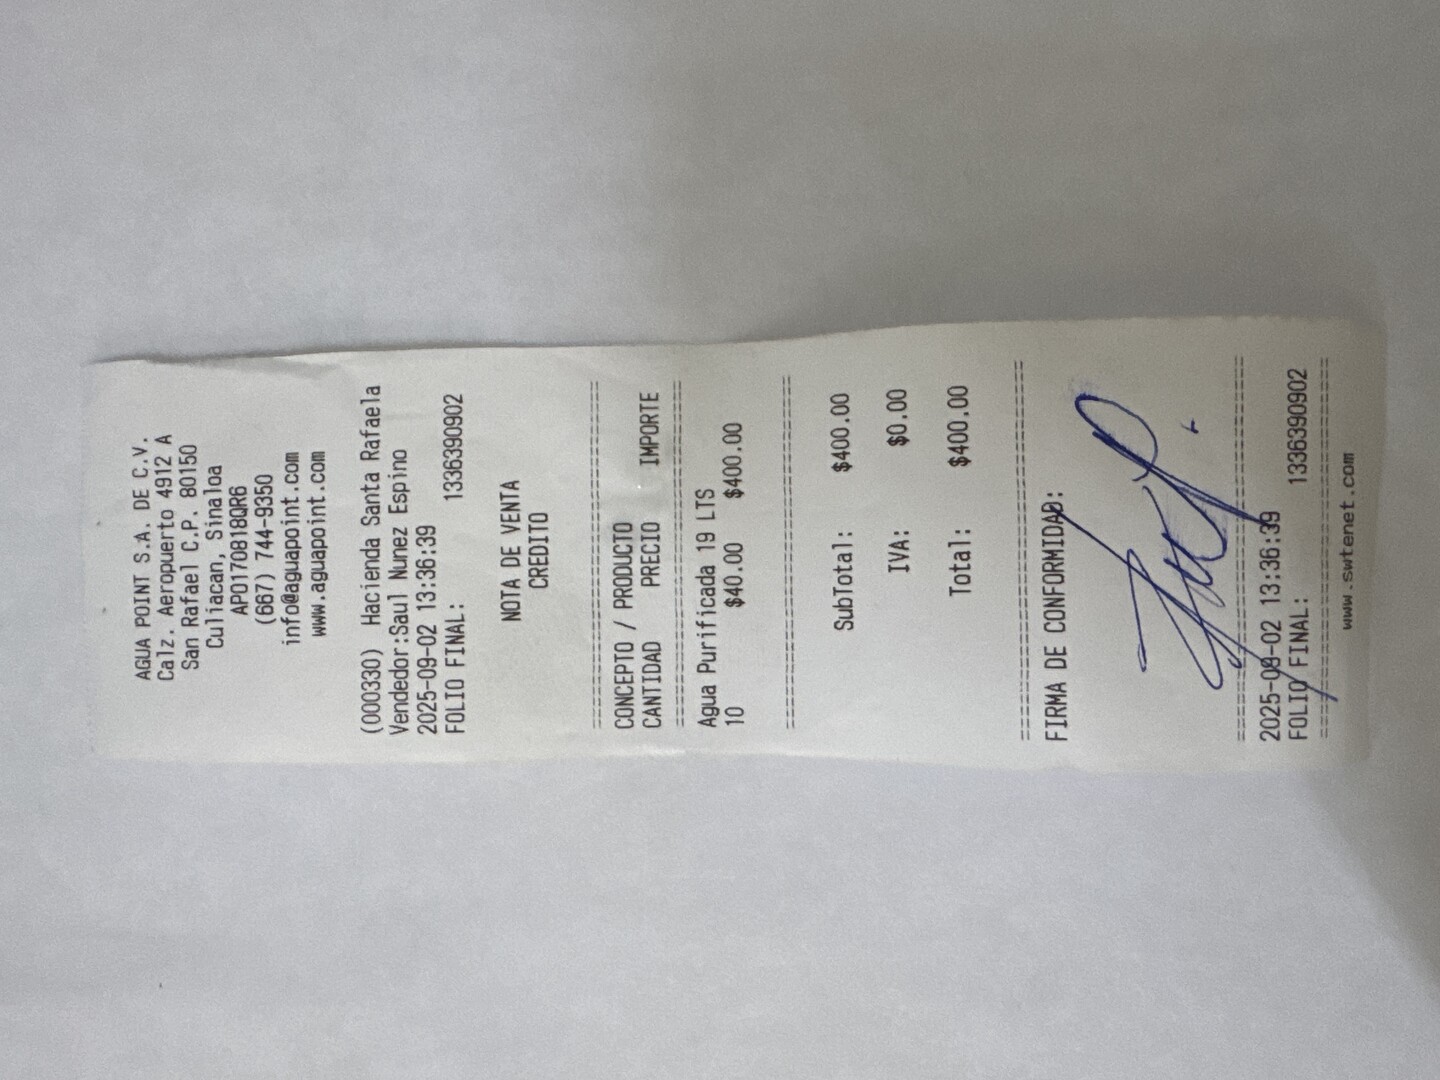 AGUA POINT S.A. DE C.V.
Calz. Aeropuerto 4912 A
San Rafael C.P. 80150
Culiacan, Sinaloa
APO170818QR6
(667) 744-9350
info@aguapoint.com
www.aguapoint.com
(000330) Hacienda Santa Rafaela
Vendedor:Saul Nunez Espino
2025-09-02 13:36:39
FOLIO FINAL: 1336390902
NOTA DE VENTA
CREDITO
================================
CONCEPTO / PRODUCTO
CANTIDAD PRECIO IMPORTE
================================
Agua Purificada 19 LTS
10 $40.00 $400.00
================================
SubTotal: $400.00
IVA: $0.00
Total: $400.00
================================
FIRMA DE CONFORMIDAD:
================================
2025-09-02 13:36:39
FOLIO FINAL: 1336390902
================================
www.swtenet.com